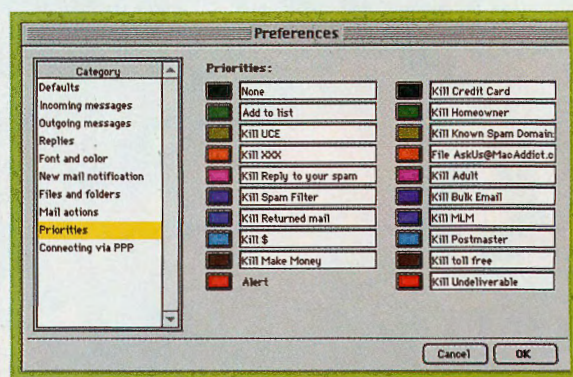 Preferences
Category
Defaults
Incoming messages
Outgoing messages
Replies
Font and color
New mail notification
Files and folders
Mail actions
Priorities
Connecting via PPP
Priorities:
None
Add to list
Kill UCE
Kill XXX
Kill Reply to your spam
Kill Spam Filter
Kill Returned mail
Kill $
Kill Make Money
Alert
Kill Credit Card
Kill Homeowner
Kill Known Spam Domain:
File AskUs@MacAddict.c
Kill Adult
Kill Bulk Email
Kill MLM
Kill Postmaster
Kill toll free
Kill Undeliverable
Cancel
OK